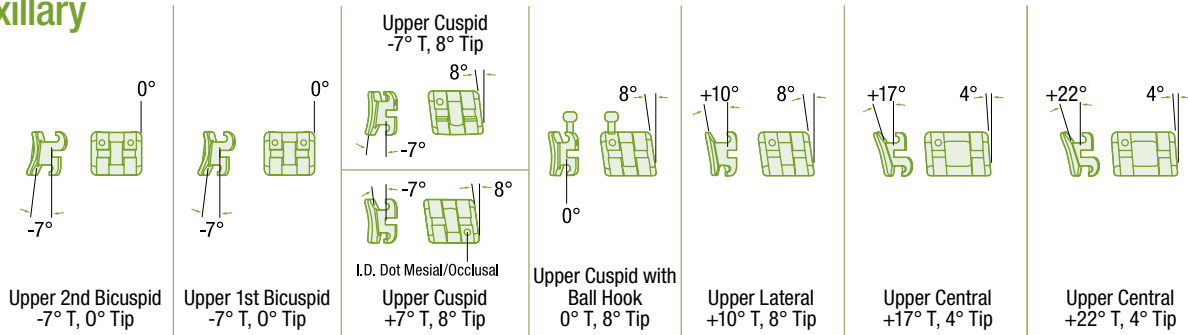 xillary
0°
-7°
Upper 2nd Bicuspid
-7° T, 0° Tip
0°
-7°
Upper 1st Bicuspid
-7° T, 0° Tip
Upper Cuspid
-7° T, 8° Tip
8°
-7°
-7°
8°
I.D. Dot Mesial/Occlusal
Upper Cuspid
+7° T, 8° Tip
8°
0°
Upper Cuspid with
Ball Hook
0° T, 8° Tip
+10°
8°
Upper Lateral
+10° T, 8° Tip
+17°
4°
Upper Central
+17° T, 4° Tip
+22°
4°
Upper Central
+22° T, 4° Tip